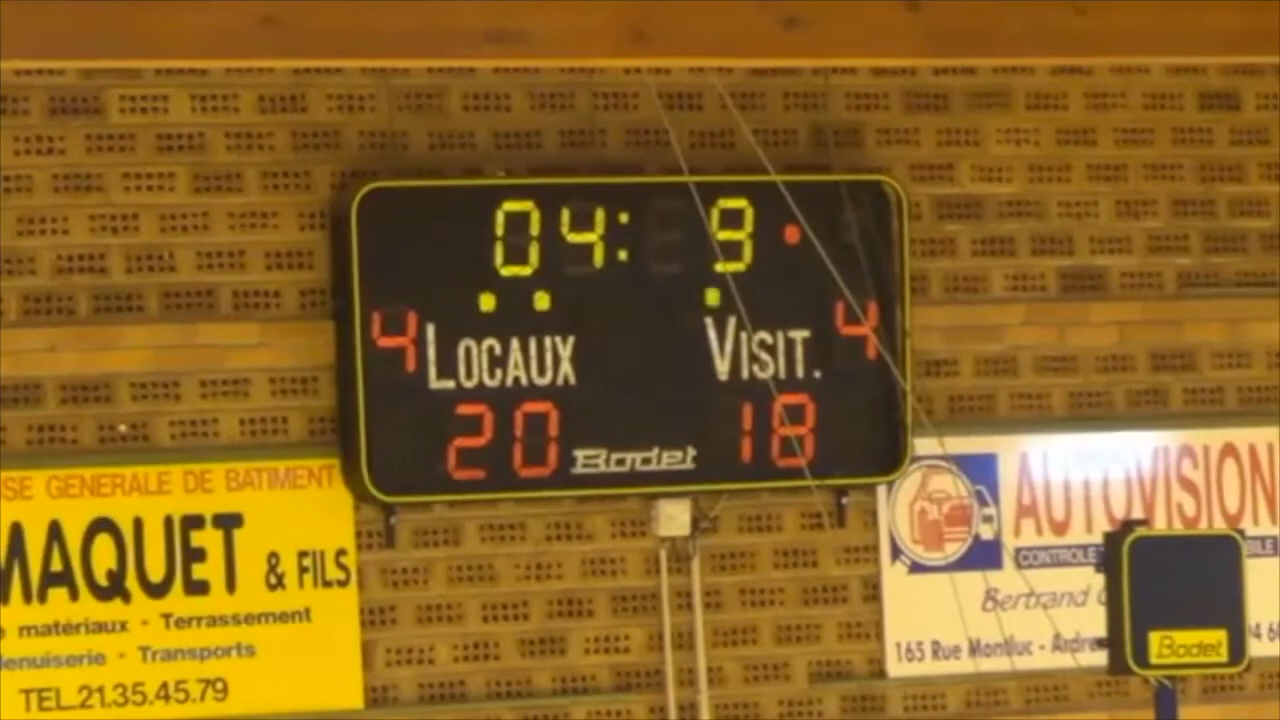 04: 9
4 LOCAUX VISIT. 4
20 Bodet 18
SE GENERALE DE BATIMENT
MAQUET & FILS
matériaux - Terrassement
enuiserie - Transports
TEL.21.35.45.79
AUTOVISION
CONTROLE
Bertrand
165 Rue Montluc - Ardres
Bodet